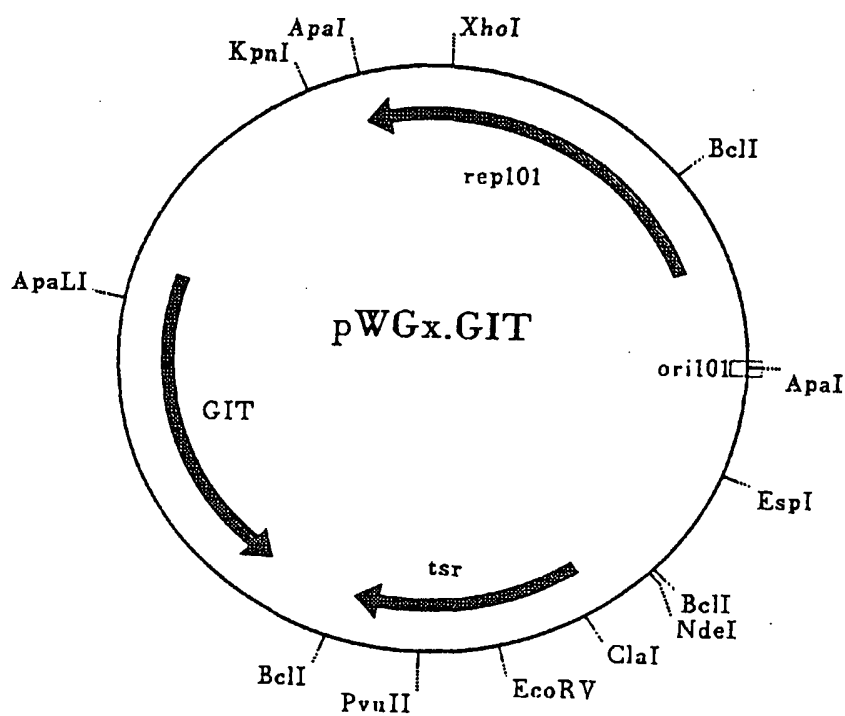 ApaI
XhoI
KpnI
BclI
rep101
ApaLI
pWGx.GIT
ori101
ApaI
GIT
EspI
tsr
BclI
NdeI
ClaI
BclI
EcoRV
PvuII